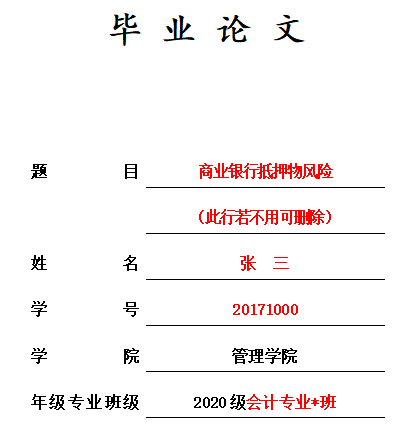 毕 业 论 文
题 目 商业银行抵押物风险
（此行若不用可删除）
姓 名 张 三
学 号 20171000
学 院 管理学院
年级专业班级 2020级会计专业*班